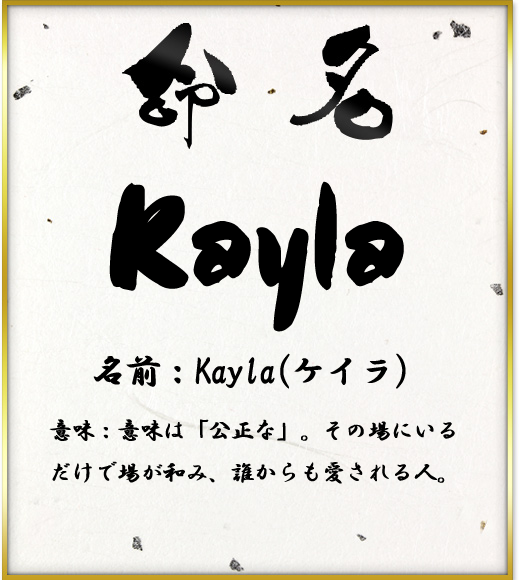 命名
Kayla
名前：Kayla(ケイラ)
意味：意味は「公正な」。その場にいる
だけで場が和み、誰からも愛される人。